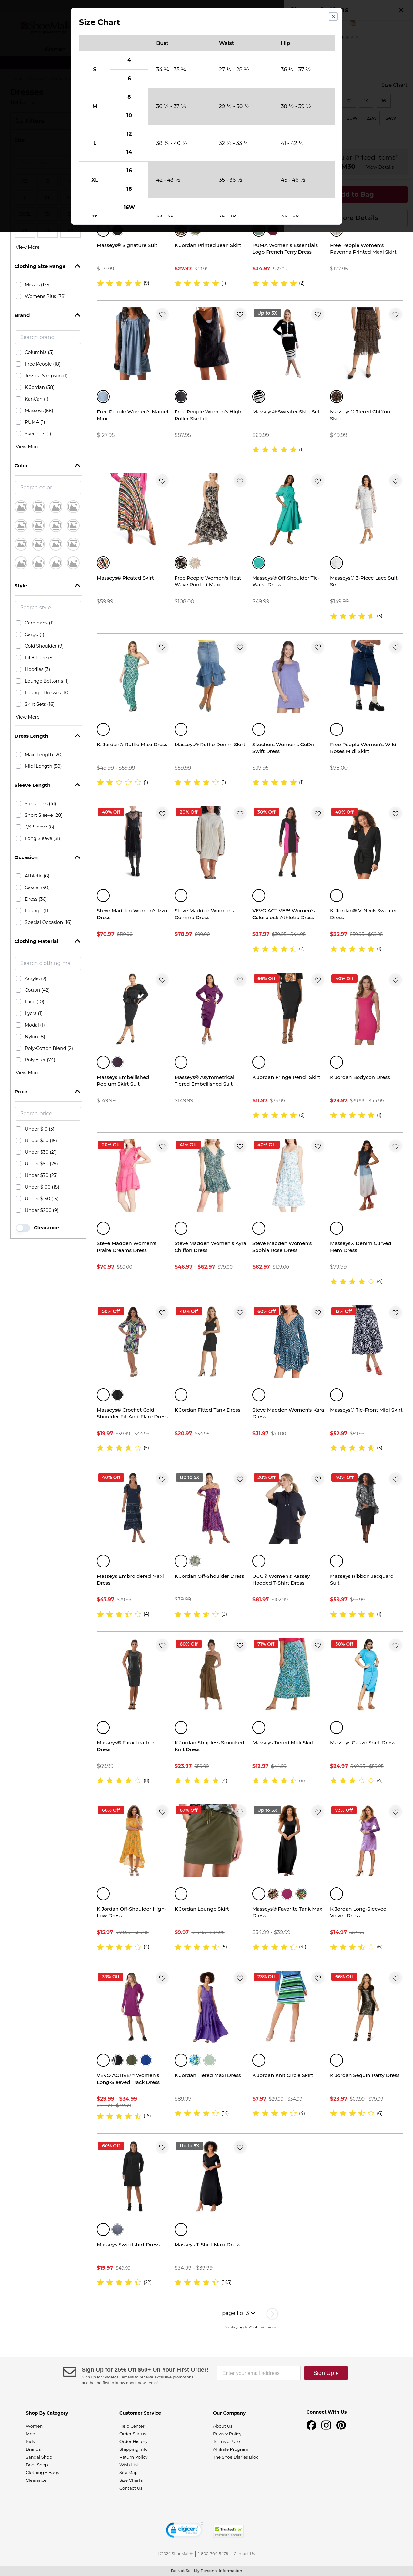 Size Chart
Bust Waist Hip
S 4 34 ¼ - 35 ¼ 27 ½ - 28 ½ 36 ½ - 37 ½
6
M 8 36 ¼ - 37 ¼ 29 ½ - 30 ½ 38 ½ - 39 ½
10
L 12 38 ¾ - 40 ½ 32 ¼ - 33 ½ 41 - 42 ½
14
XL 16 42 - 43 ½ 35 - 36 ½ 45 - 46 ½
18
16W
Size Chart
Add to Bag
More Details
View More
Clothing Size Range
Misses (125)
Womens Plus (78)
Brand
Search brand
Columbia (3)
Free People (18)
Jessica Simpson (1)
K Jordan (38)
KanCan (1)
Masseys (58)
PUMA (1)
Skechers (1)
View More
Color
Search color
Style
Search style
Cardigans (1)
Cargo (1)
Cold Shoulder (9)
Fit + Flare (5)
Hoodies (3)
Lounge Bottoms (1)
Lounge Dresses (10)
Skirt Sets (16)
View More
Dress Length
Maxi Length (20)
Midi Length (58)
Sleeve Length
Sleeveless (41)
Short Sleeve (28)
3/4 Sleeve (6)
Long Sleeve (38)
Occasion
Athletic (6)
Casual (90)
Dress (36)
Lounge (11)
Special Occasion (16)
Clothing Material
Search clothing mar
Acrylic (2)
Cotton (42)
Lace (10)
Lycra (1)
Modal (1)
Nylon (8)
Poly-Cotton Blend (2)
Polyester (74)
View More
Price
Search price
Under $10 (3)
Under $20 (16)
Under $30 (21)
Under $50 (29)
Under $70 (23)
Under $100 (18)
Under $150 (15)
Under $200 (9)
Clearance
Masseys® Signature Suit
$119.99
(9)
K Jordan Printed Jean Skirt
$27.97 $39.96
(1)
PUMA Women's Essentials Logo French Terry Dress
$34.97 $39.95
(2)
Free People Women's Ravenna Printed Maxi Skirt
$127.95
Free People Women's Marcel Mini
$127.95
Free People Women's High Roller Skirtall
$87.95
Up to 5X
Masseys® Sweater Skirt Set
$69.99
(1)
Masseys® Tiered Chiffon Skirt
$49.99
Masseys® Pleated Skirt
$59.99
Free People Women's Heat Wave Printed Maxi
$108.00
Masseys® Off-Shoulder Tie-Waist Dress
$49.99
Masseys® 3-Piece Lace Suit Set
$149.99
(3)
K. Jordan® Ruffle Maxi Dress
$49.99 - $59.99
(1)
Masseys® Ruffle Denim Skirt
$59.99
(1)
Skechers Women's GoDri Swift Dress
$39.95
(1)
Free People Women's Wild Roses Midi Skirt
$98.00
40% Off
Steve Madden Women's Izzo Dress
$70.97 $119.00
20% Off
Steve Madden Women's Gemma Dress
$78.97 $99.00
30% Off
VEVO ACTIVE™ Women's Colorblock Athletic Dress
$27.97 $39.95 - $44.95
(2)
40% Off
K. Jordan® V-Neck Sweater Dress
$35.97 $59.95 - $69.95
(1)
Masseys Embellished Peplum Skirt Suit
$149.99
Masseys® Asymmetrical Tiered Embellished Suit
$149.99
66% Off
K Jordan Fringe Pencil Skirt
$11.97 $34.99
(3)
40% Off
K Jordan Bodycon Dress
$23.97 $39.99 - $44.99
(1)
20% Off
Steve Madden Women's Praire Dreams Dress
$70.97 $89.00
41% Off
Steve Madden Women's Ayra Chiffon Dress
$46.97 - $62.97 $79.00
40% Off
Steve Madden Women's Sophia Rose Dress
$82.97 $139.00
Masseys® Denim Curved Hem Dress
$79.99
(4)
50% Off
Masseys® Crochet Cold Shoulder Fit-And-Flare Dress
$19.97 $39.99 - $44.99
(5)
40% Off
K Jordan Fitted Tank Dress
$20.97 $34.95
60% Off
Steve Madden Women's Kara Dress
$31.97 $79.00
12% Off
Masseys® Tie-Front Midi Skirt
$52.97 $59.99
(3)
40% Off
Masseys Embroidered Maxi Dress
$47.97 $79.99
(4)
Up to 5X
K Jordan Off-Shoulder Dress
$39.99
(3)
20% Off
UGG® Women's Kassey Hooded T-Shirt Dress
$81.97 $102.99
40% Off
Masseys Ribbon Jacquard Suit
$59.97 $99.99
(1)
Masseys® Faux Leather Dress
$69.99
(8)
60% Off
K Jordan Strapless Smocked Knit Dress
$23.97 $59.99
(4)
71% Off
Masseys Tiered Midi Skirt
$12.97 $44.99
(6)
50% Off
Masseys Gauze Shirt Dress
$24.97 $49.95 - $59.95
(4)
68% Off
K Jordan Off-Shoulder High-Low Dress
$15.97 $49.95 - $59.95
(4)
67% Off
K Jordan Lounge Skirt
$9.97 $29.95 - $34.95
(5)
Up to 5X
Masseys® Favorite Tank Maxi Dress
$34.99 - $39.99
(31)
73% Off
K Jordan Long-Sleeved Velvet Dress
$14.97 $54.95
(6)
33% Off
VEVO ACTIVE™ Women's Long-Sleeved Track Dress
$29.99 - $34.99
$44.99 - $49.99
(16)
K Jordan Tiered Maxi Dress
$89.99
(14)
73% Off
K Jordan Knit Circle Skirt
$7.97 $29.99 - $34.99
(4)
66% Off
K Jordan Sequin Party Dress
$23.97 $69.99 - $79.99
(6)
60% Off
Masseys Sweatshirt Dress
$19.97 $49.99
(22)
Up to 5X
Masseys T-Shirt Maxi Dress
$34.99 - $39.99
(145)
page 1 of 3
Displaying 1-50 of 134 items
Sign Up for 25% Off $50+ On Your First Order!
Sign up for ShoeMall emails to receive exclusive promotions
and be the first to know about new items!
Enter your email address
Sign Up ▸
Shop By Category
Women
Men
Kids
Brands
Sandal Shop
Boot Shop
Clothing + Bags
Clearance
Customer Service
Help Center
Order Status
Order History
Shipping Info
Return Policy
Wish List
Site Map
Size Charts
Contact Us
Our Company
About Us
Privacy Policy
Terms of Use
Affiliate Program
The Shoe Diaries Blog
Connect With Us
digicert
TrustedSite
CERTIFIED SECURE
©2024 ShoeMall® | 1-800-704-5478 | Contact Us
Do Not Sell My Personal Information